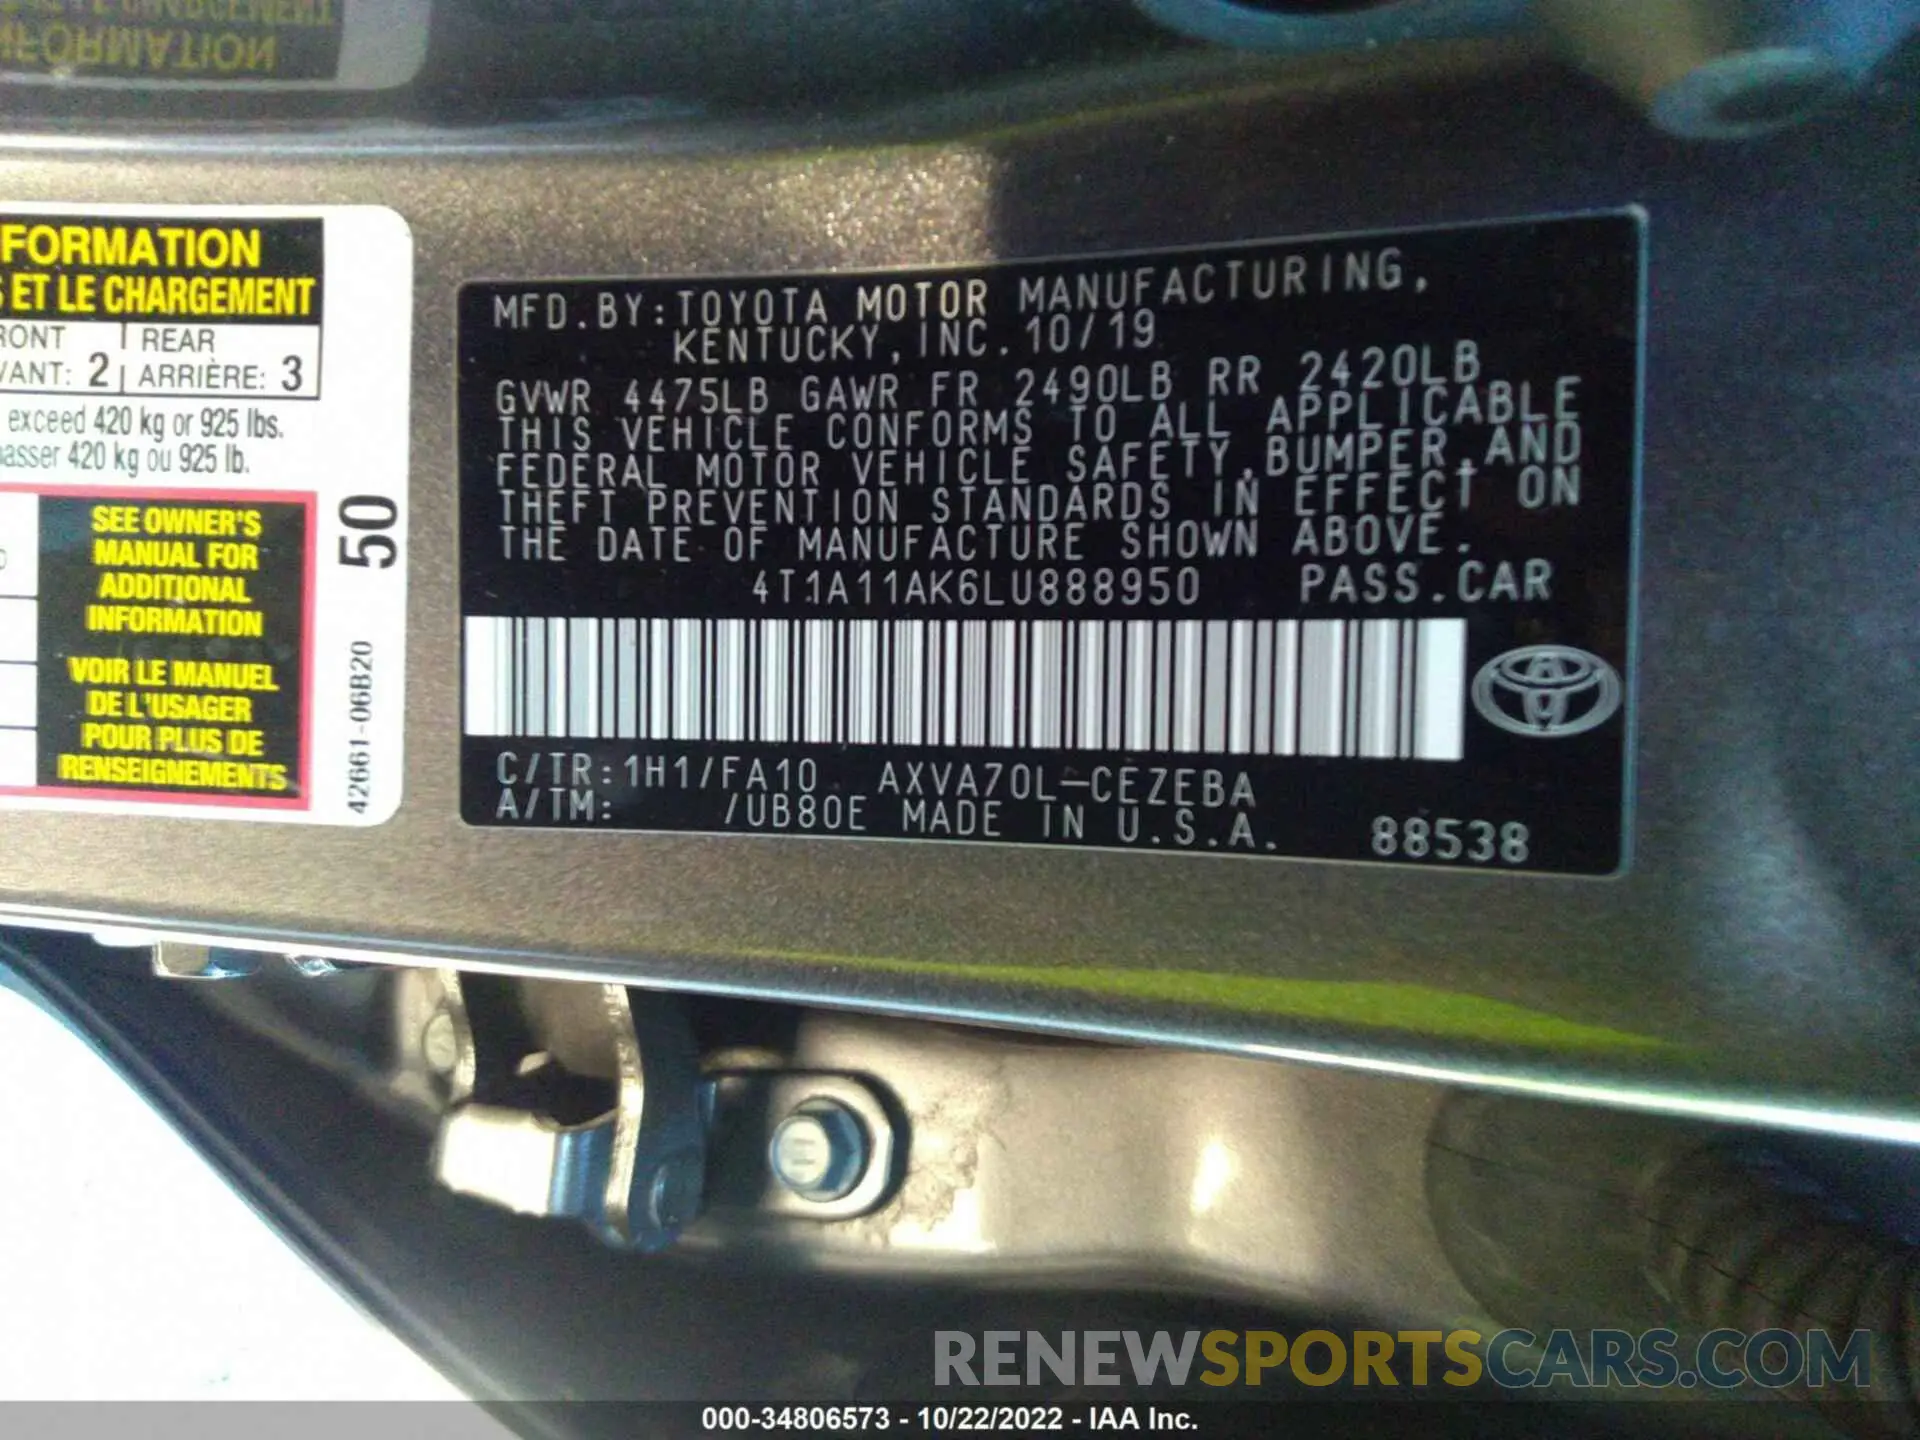 FORMATION
S ET LE CHARGEMENT
REAR
2 ARRIÈRE: 3
exceed 420 kg or 925 lbs.
420 kg ou 925 lb.
SEE OWNER'S
MANUAL FOR
ADDITIONAL
INFORMATION
VOIR LE MANUEL
DE L'USAGER
POUR PLUS DE
RENSEIGNEMENTS
50
42661-06B20
MFD.BY:TOYOTA MOTOR MANUFACTURING,
KENTUCKY, INC. 10/19
GVWR 4475LB GAWR FR 2490LB RR 2420LB
THIS VEHICLE CONFORMS TO ALL APPLICABLE
FEDERAL MOTOR VEHICLE SAFETY,BUMPER,AND
THEFT PREVENTION STANDARDS IN EFFECT ON
THE DATE OF MANUFACTURE SHOWN ABOVE.
4T1A11AK6LU888950 PASS.CAR
C/TR:1H1/FA10 AXVA70L-CEZEBA
A/TM: /UB80E MADE IN U.S.A. 88538
RENEWSPORTSCARS.COM
000-34806573 - 10/22/2022 - IAA Inc.